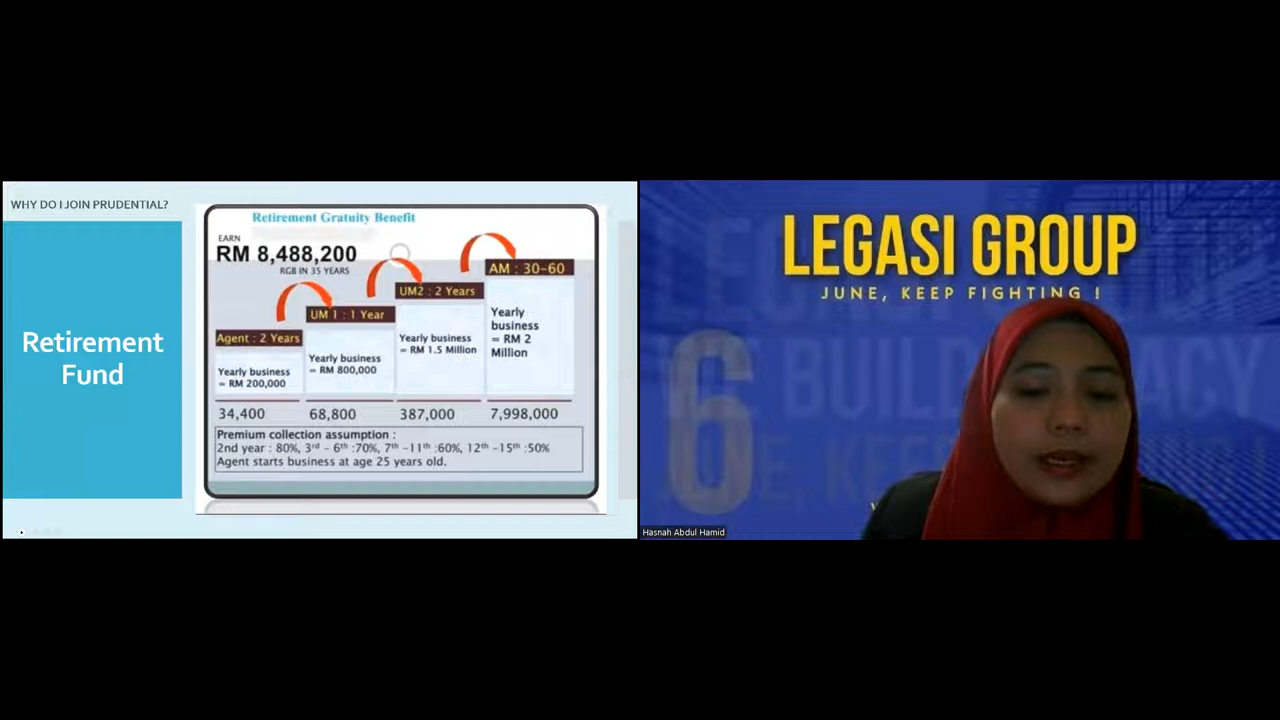 WHY DO I JOIN PRUDENTIAL?
Retirement
Fund
Retirement Gratuity Benefit
EARN
RM 8,488,200
RGB IN 35 YEARS
Agent : 2 Years
Yearly business
= RM 200,000
34,400
UM 1 : 1 Year
Yearly business
= RM 800,000
68,800
UM2 : 2 Years
Yearly business
= RM 1.5 Million
387,000
AM : 30-60
Yearly
business
= RM 2
Million
7,998,000
Premium collection assumption :
2nd year : 80%, 3rd – 6th :70%, 7th –11th :60%, 12th –15th :50%
Agent starts business at age 25 years old.
LEGASI GROUP
JUNE, KEEP FIGHTING !
6
BUILD
Hasnah Abdul Hamid